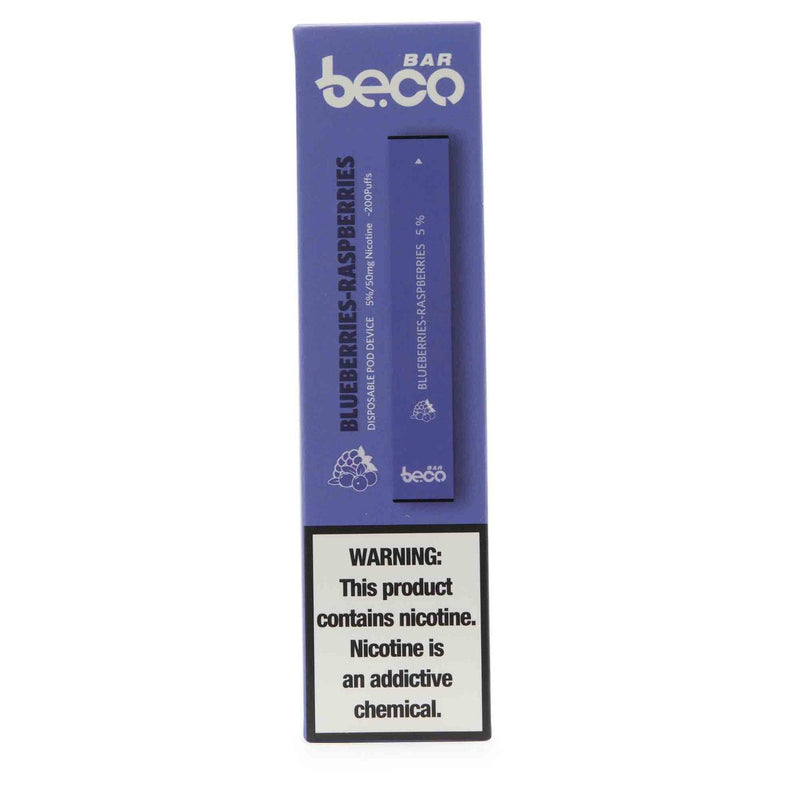 BAR
be.co
BLUEBERRIES-RASPBERRIES
DISPOSABLE POD DEVICE 5%/50mg Nicotine ~200Puffs
BLUEBERRIES-RASPBERRIES 5 %
BAR
be.co
WARNING:
This product
contains nicotine.
Nicotine is
an addictive
chemical.